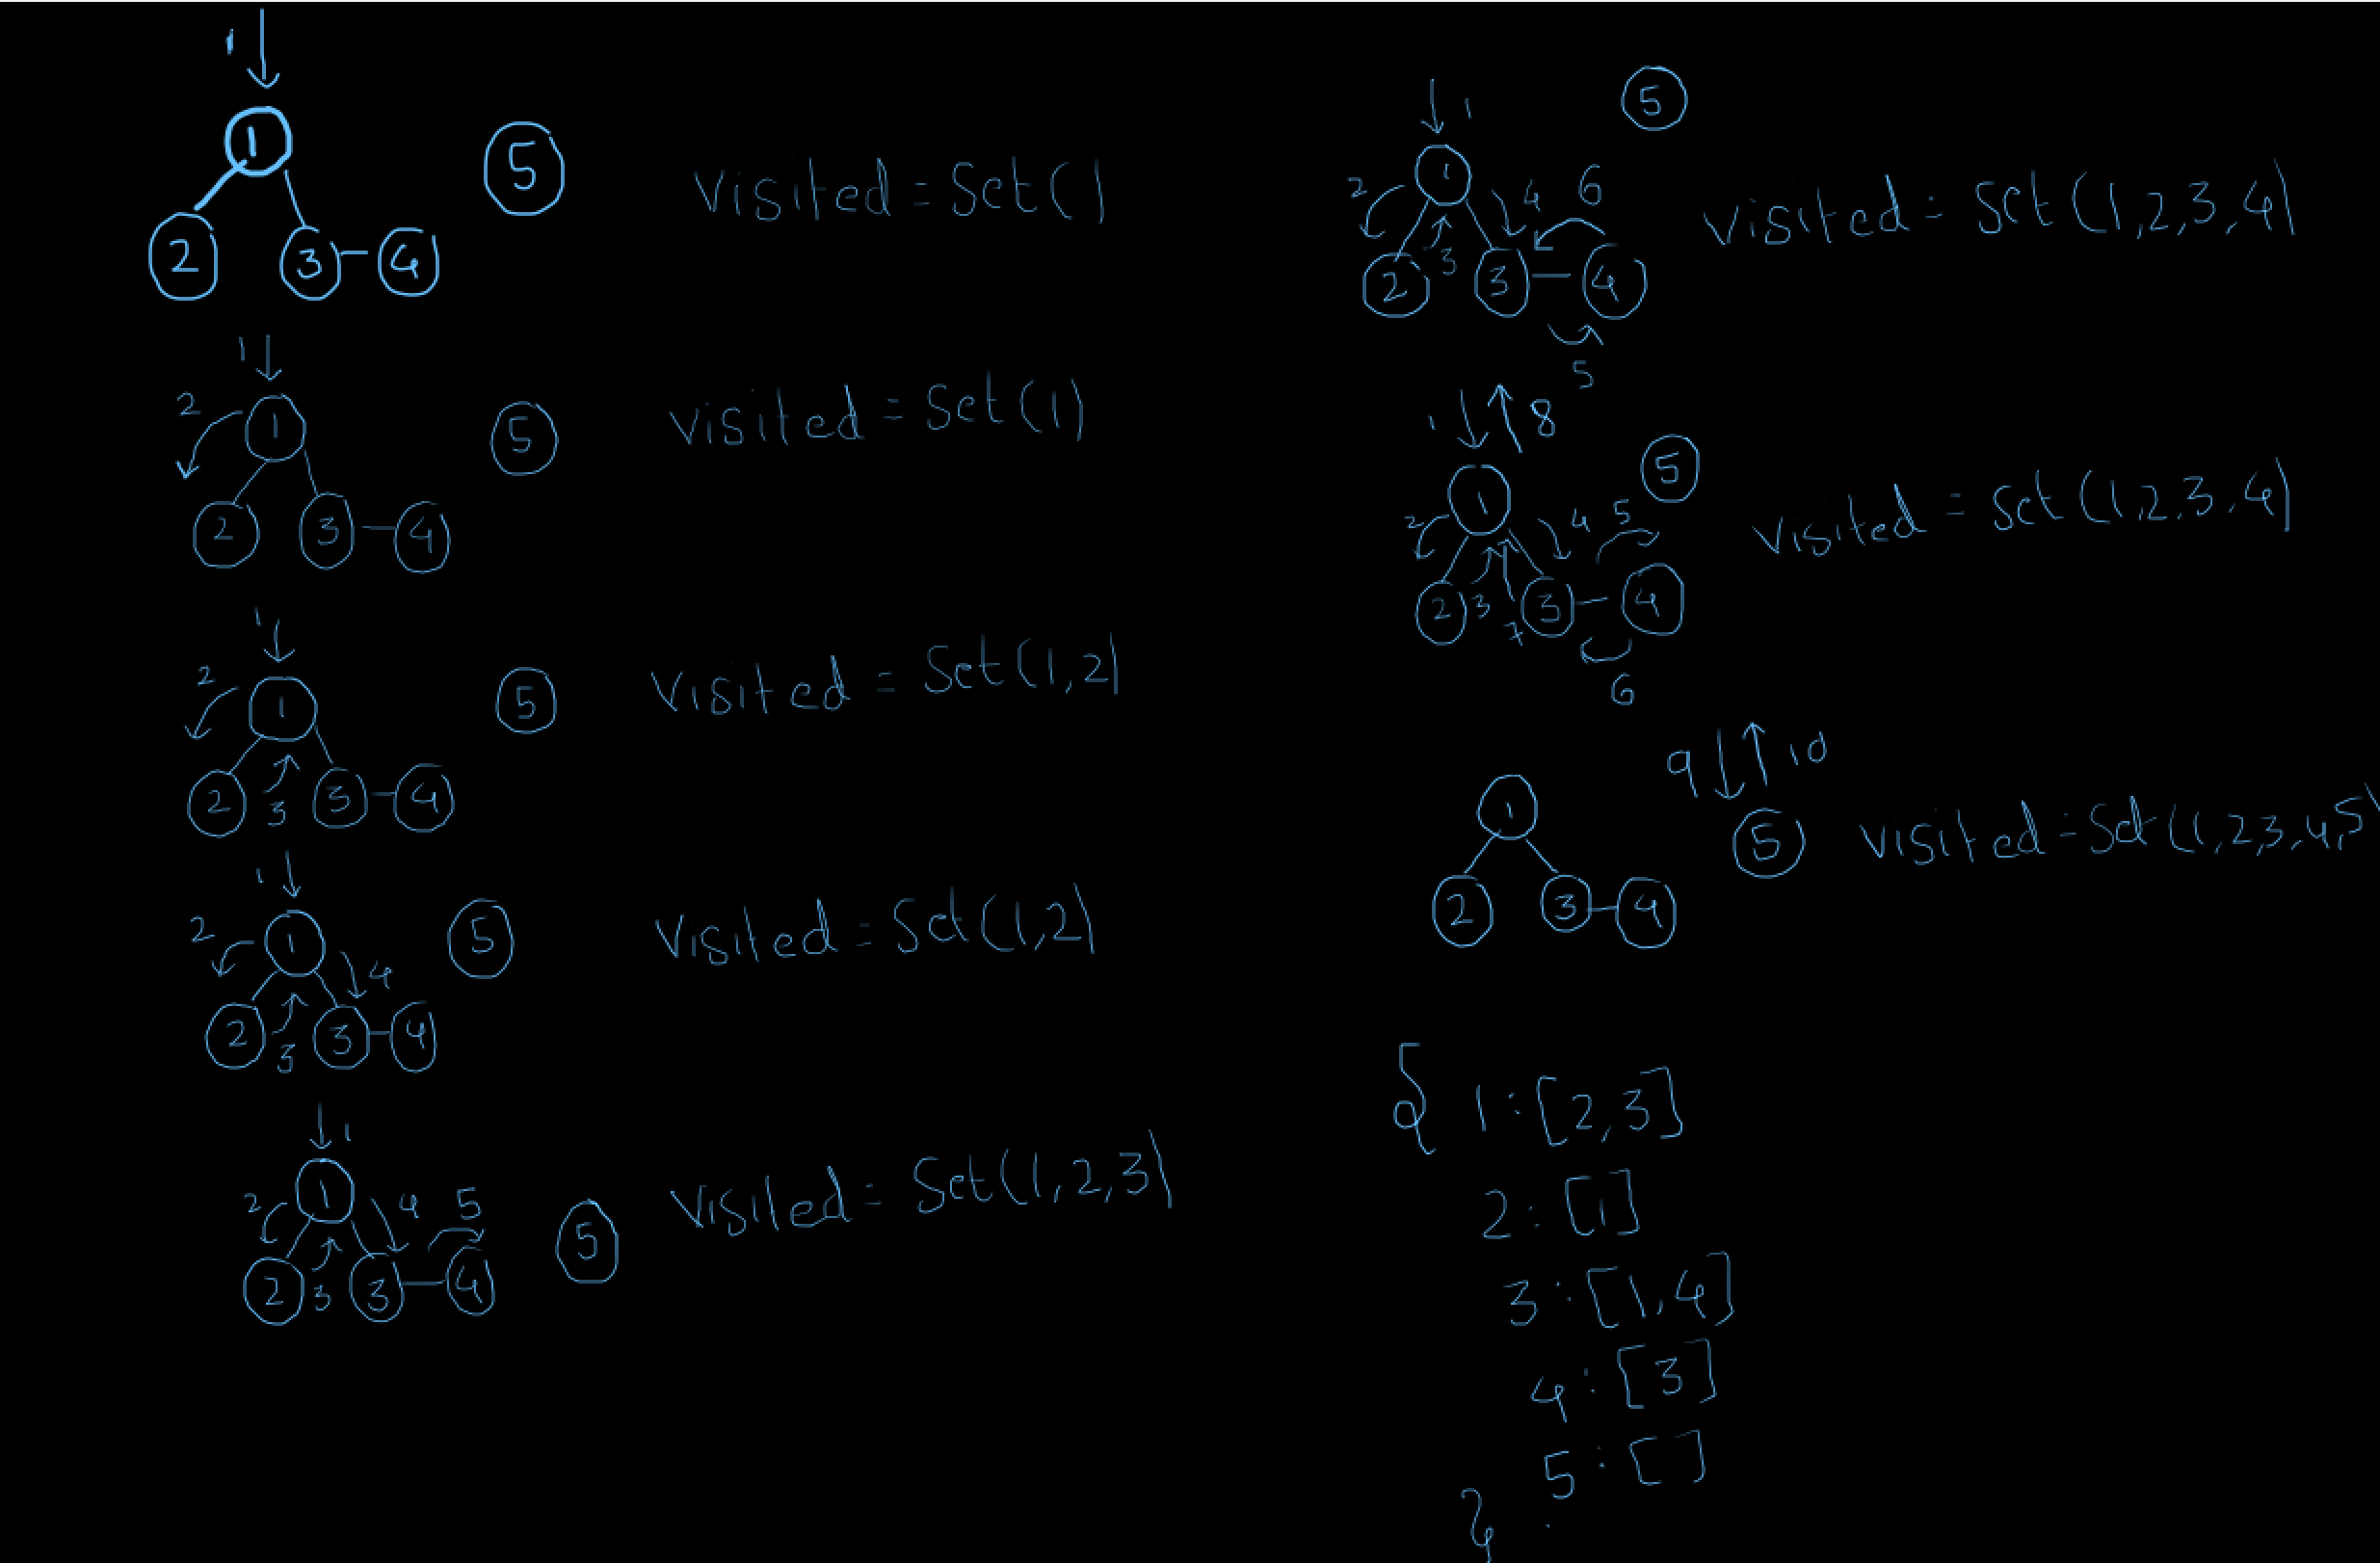 1
1 5 visited = Set()
2 3 4
1
2
1 5 visited = Set(1)
2 3 4
1
2
1 5 visited = Set(1,2)
2 3 3 4
1
2
1 5 visited = Set(1,2)
4
2 3 3 4
1
2 1 4 5
5 visited = Set(1,2,3)
2 3 3 4
1 5
2 1 4 6 visited = Set(1,2,3,4)
2 3 3 4
5
1 8
5
1 visited = Set(1,2,3,4)
2 4 5
2 3 7 3 4
6
9 10
1
5 visited = Set(1,2,3,4,5)
2 3 4
{ 1:[2,3]
2:[1]
3:[1,4]
4:[3]
5:[]
}